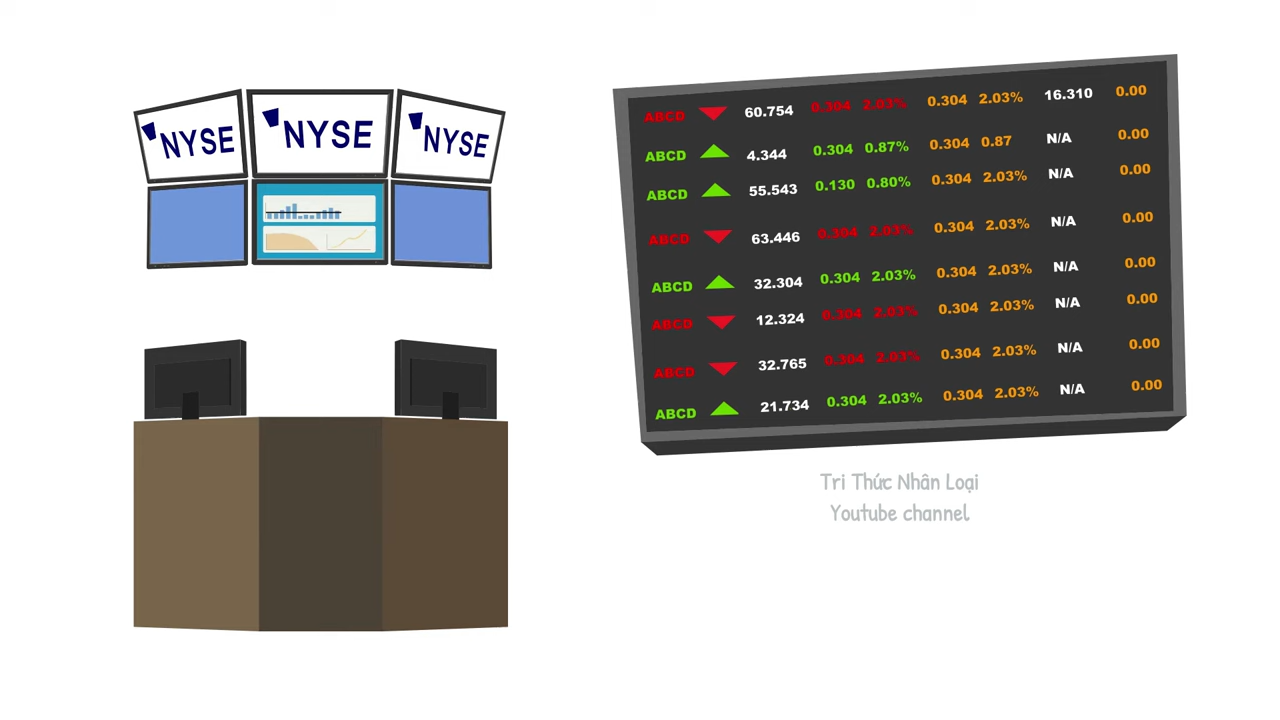 NYSE NYSE NYSE
ABCD 60.754 0.304 2.03% 0.304 2.03% 16.310 0.00
ABCD 4.344 0.304 0.87% 0.304 0.87 N/A 0.00
ABCD 55.543 0.130 0.80% 0.304 2.03% N/A 0.00
ABCD 63.446 0.304 2.03% 0.304 2.03% N/A 0.00
ABCD 32.304 0.304 2.03% 0.304 2.03% N/A 0.00
ABCD 12.324 0.304 2.03% 0.304 2.03% N/A 0.00
ABCD 32.765 0.304 2.03% 0.304 2.03% N/A 0.00
ABCD 21.734 0.304 2.03% 0.304 2.03% N/A 0.00
Tri Thức Nhân Loại
Youtube channel